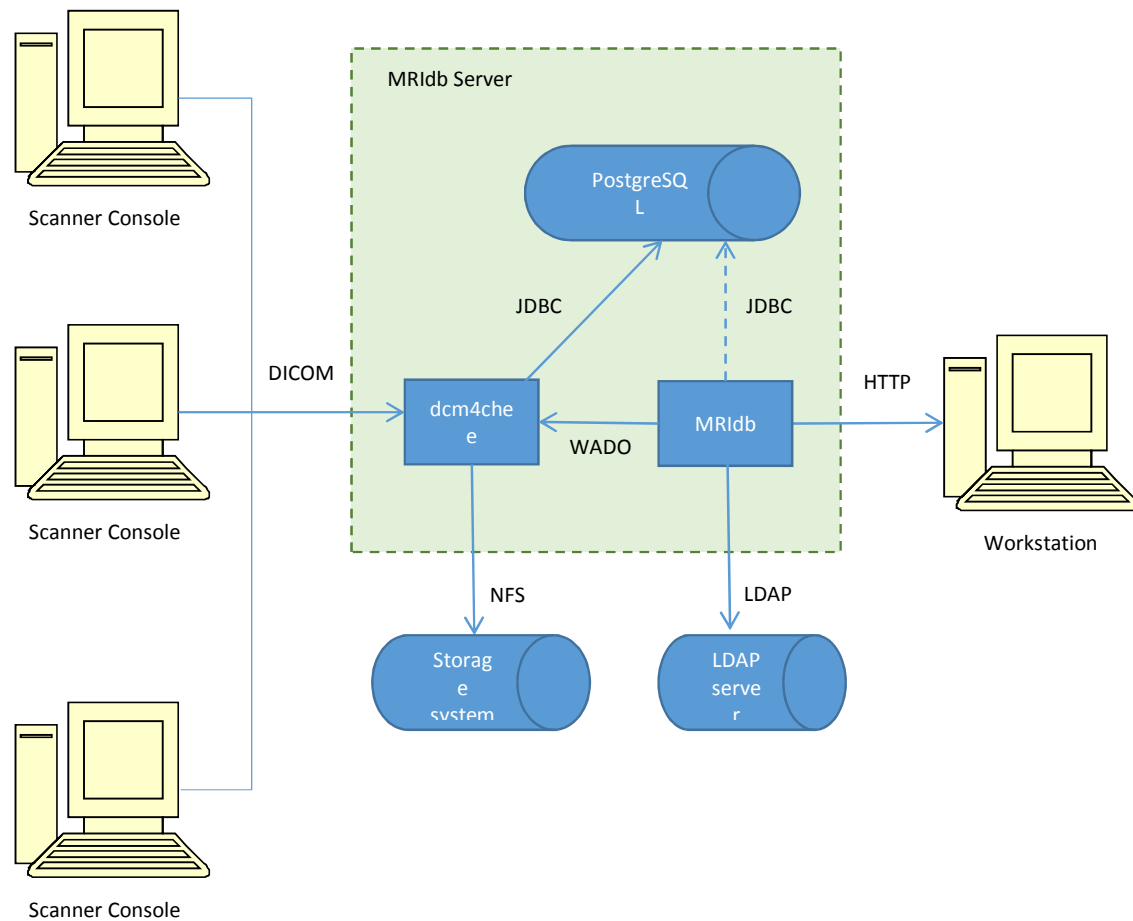 MRIdb Server
Scanner Console
PostgreSQ
L
JDBC
JDBC
DICOM
HTTP
dcm4che
e
WADO
MRIdb
Scanner Console
Workstation
NFS
LDAP
Storag
e
system
LDAP
serve
r
Scanner Console